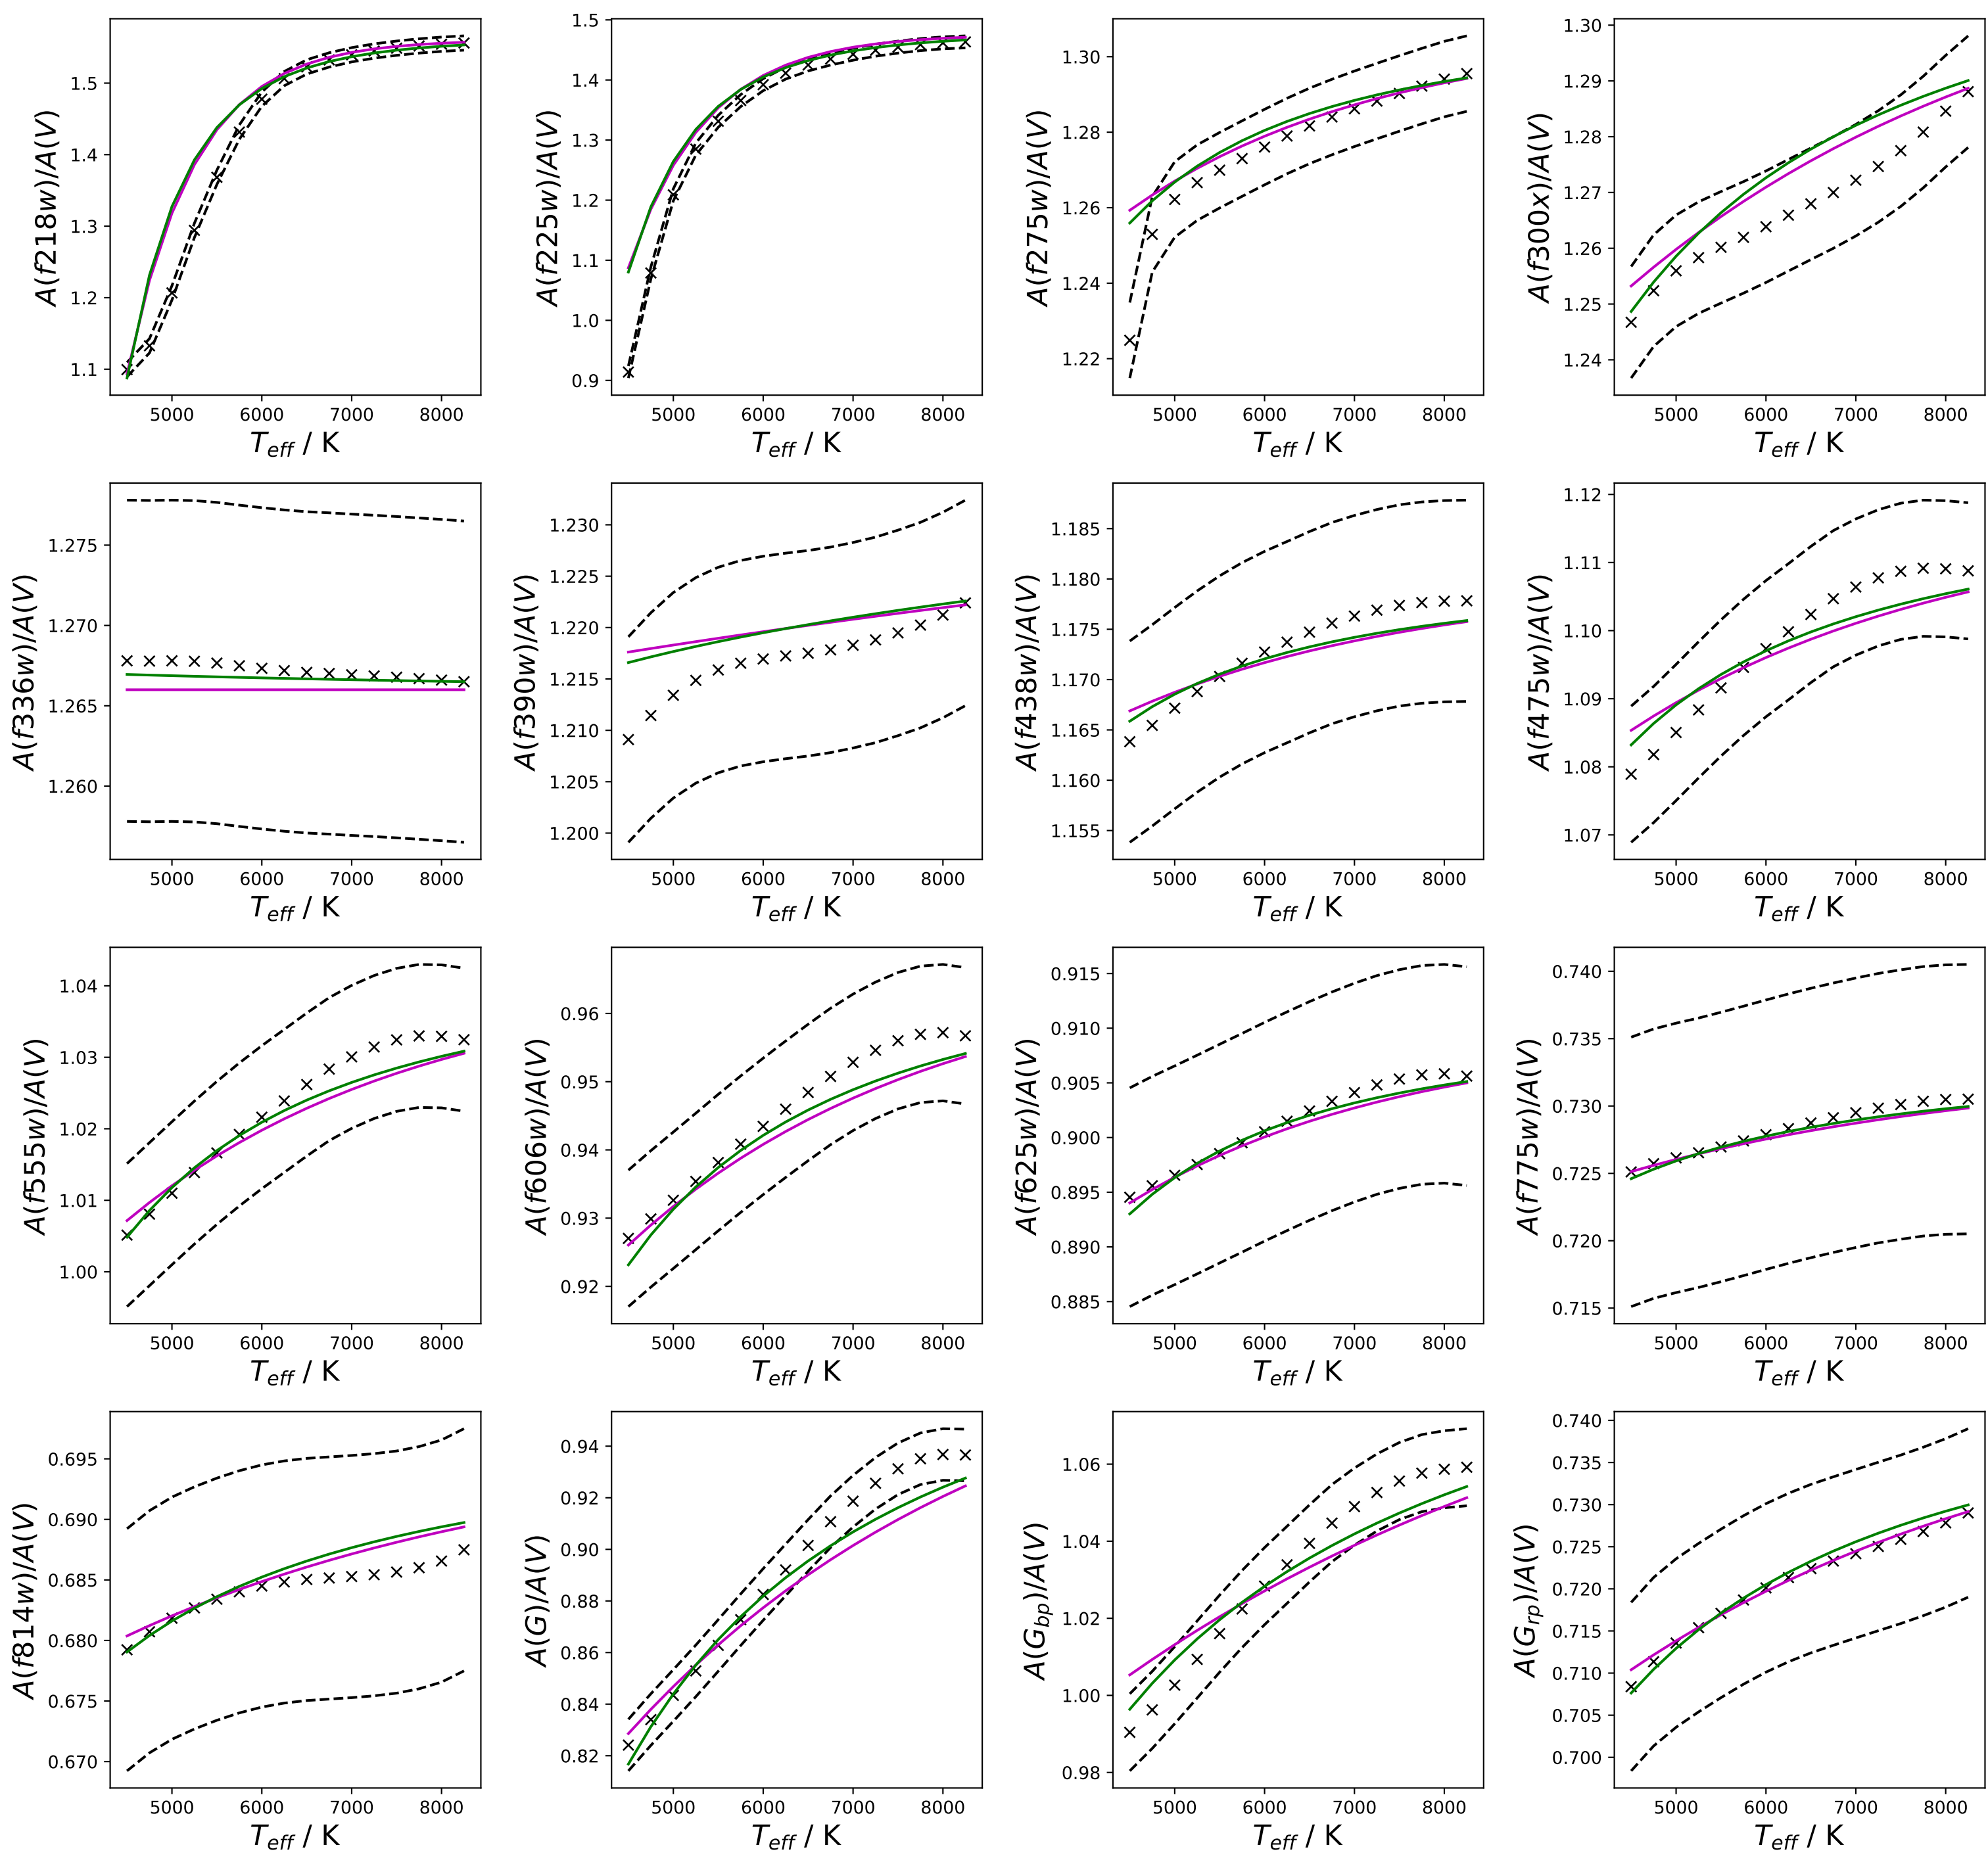 A(f218w)/A(V)
1.5
1.4
1.3
1.2
1.1
5000 6000 7000 8000
T_eff / K
A(f225w)/A(V)
1.5
1.4
1.3
1.2
1.1
1.0
0.9
5000 6000 7000 8000
T_eff / K
A(f275w)/A(V)
1.30
1.28
1.26
1.24
1.22
5000 6000 7000 8000
T_eff / K
A(f300x)/A(V)
1.30
1.29
1.28
1.27
1.26
1.25
1.24
5000 6000 7000 8000
T_eff / K
A(f336w)/A(V)
1.275
1.270
1.265
1.260
5000 6000 7000 8000
T_eff / K
A(f390w)/A(V)
1.230
1.225
1.220
1.215
1.210
1.205
1.200
5000 6000 7000 8000
T_eff / K
A(f438w)/A(V)
1.185
1.180
1.175
1.170
1.165
1.160
1.155
5000 6000 7000 8000
T_eff / K
A(f475w)/A(V)
1.12
1.11
1.10
1.09
1.08
1.07
5000 6000 7000 8000
T_eff / K
A(f555w)/A(V)
1.04
1.03
1.02
1.01
1.00
5000 6000 7000 8000
T_eff / K
A(f606w)/A(V)
0.96
0.95
0.94
0.93
0.92
5000 6000 7000 8000
T_eff / K
A(f625w)/A(V)
0.915
0.910
0.905
0.900
0.895
0.890
0.885
5000 6000 7000 8000
T_eff / K
A(f775w)/A(V)
0.740
0.735
0.730
0.725
0.720
0.715
5000 6000 7000 8000
T_eff / K
A(f814w)/A(V)
0.695
0.690
0.685
0.680
0.675
0.670
5000 6000 7000 8000
T_eff / K
A(G)/A(V)
0.94
0.92
0.90
0.88
0.86
0.84
0.82
5000 6000 7000 8000
T_eff / K
A(G_bp)/A(V)
1.06
1.04
1.02
1.00
0.98
5000 6000 7000 8000
T_eff / K
A(G_rp)/A(V)
0.740
0.735
0.730
0.725
0.720
0.715
0.710
0.705
0.700
5000 6000 7000 8000
T_eff / K